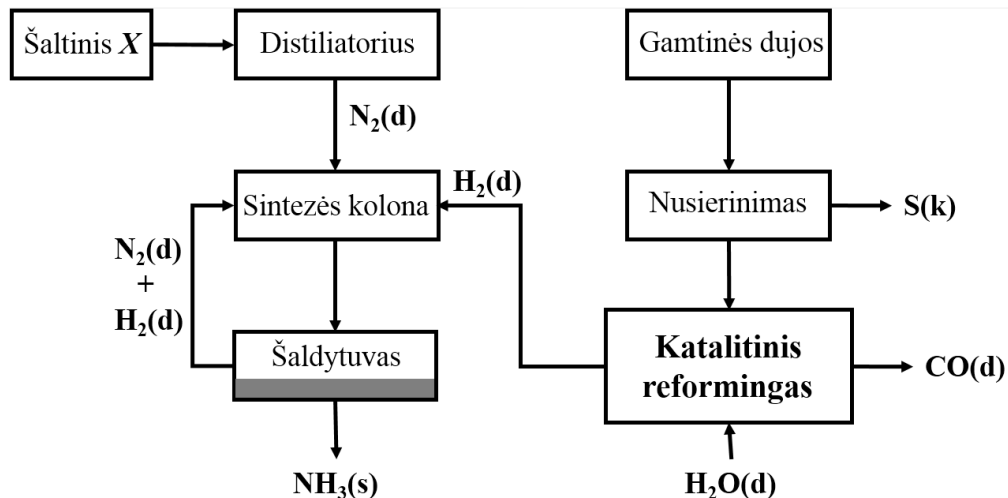 Šaltinis X
Distiliatorius
Gamtinės dujos
N₂(d)
Sintezės kolona
H₂(d)
Nusierinimas
S(k)
N₂(d)
+
H₂(d)
Šaldytuvas
Katalitinis
reformingas
CO(d)
NH₃(s)
H₂O(d)